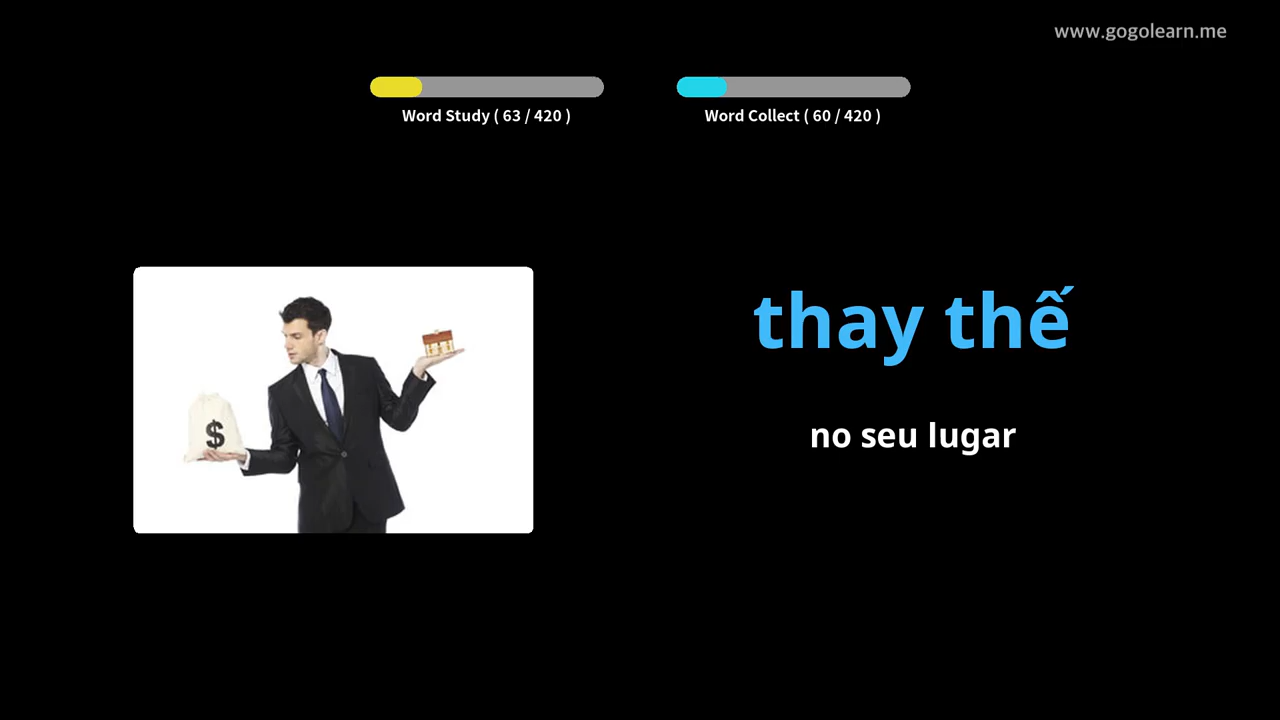 www.gogolearn.me
Word Study ( 63 / 420 )
Word Collect ( 60 / 420 )
$
thay thế
no seu lugar